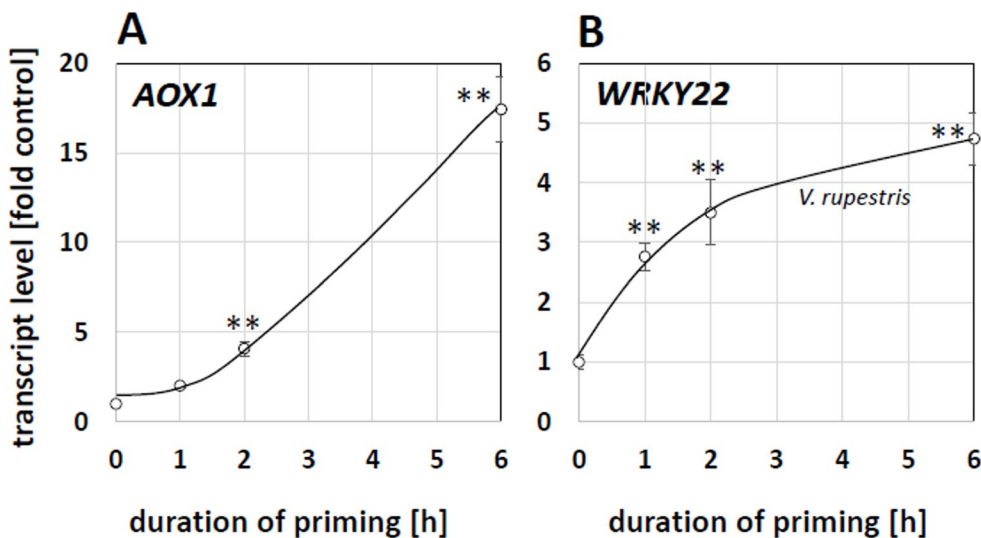 A
B
transcript level [fold control]
20
15
10
5
0
AOX1
**
**
0 1 2 3 4 5 6
duration of priming [h]
6
5
4
3
2
1
0
WRKY22
**
**
**
V. rupestris
0 1 2 3 4 5 6
duration of priming [h]